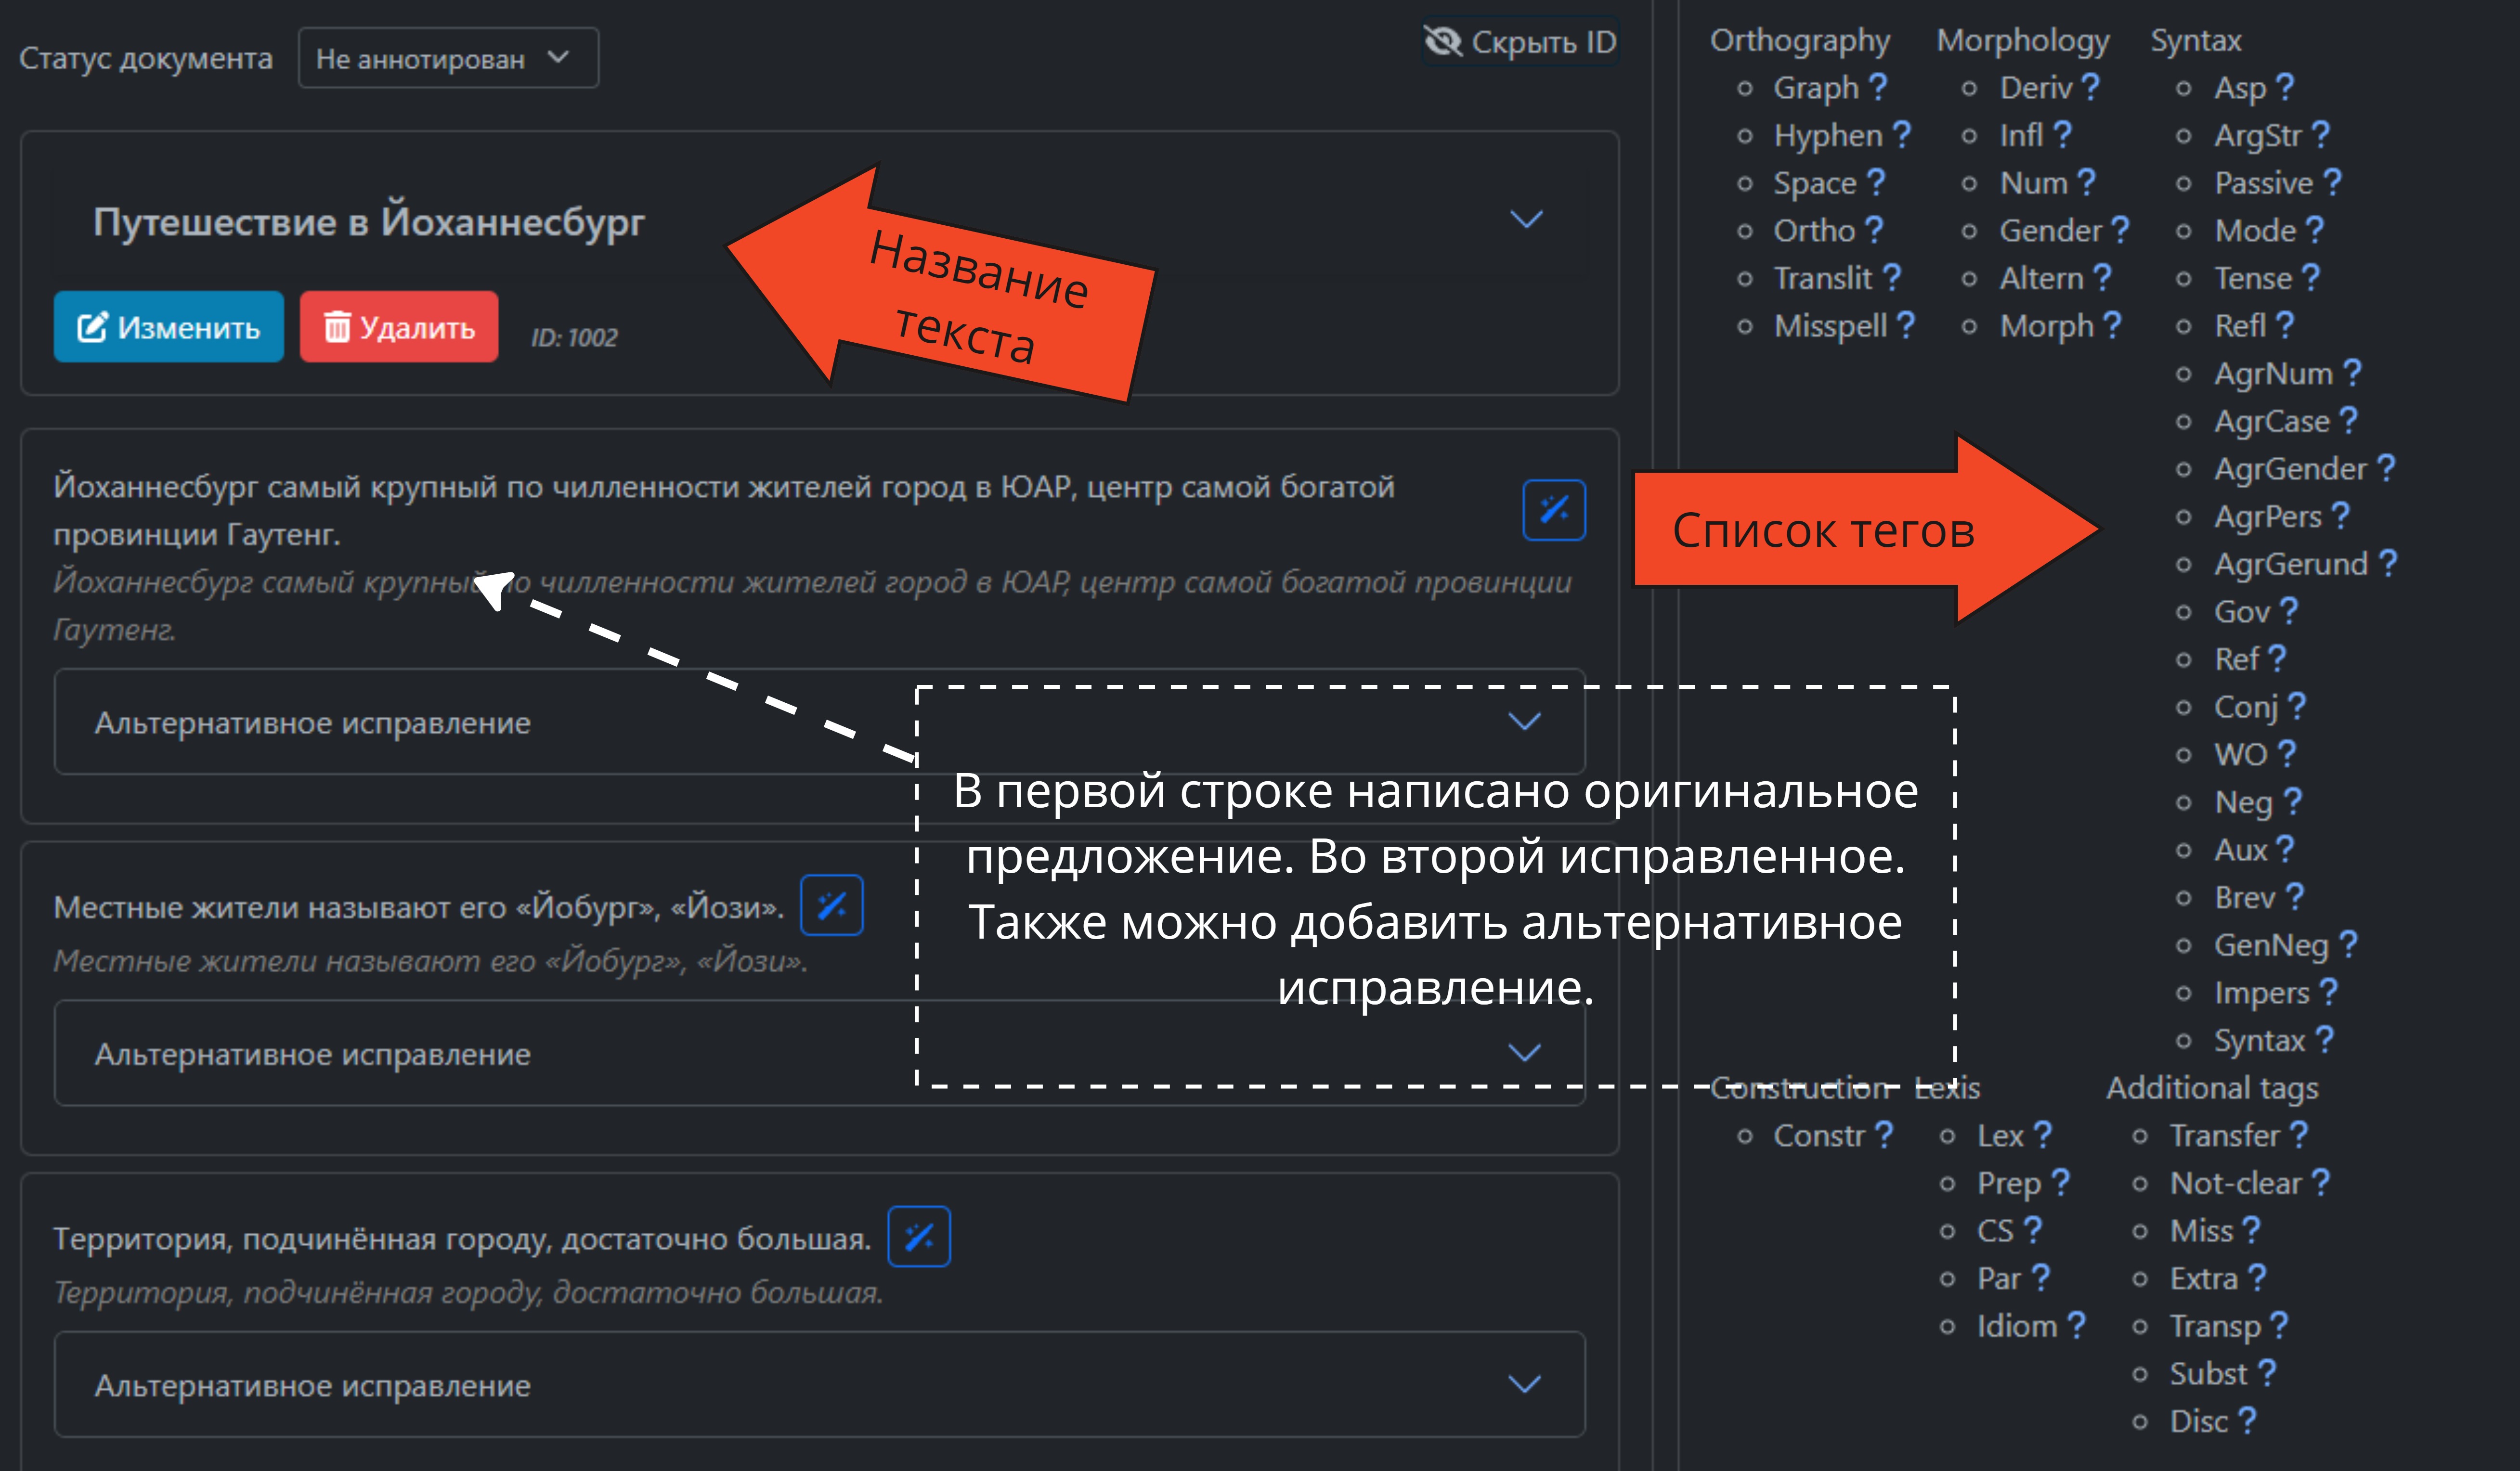 Статус документа
Не аннотирован
Скрыть ID
Путешествие в Йоханнесбург
Изменить
Удалить
ID: 1002
Название
текста
Йоханнесбург самый крупный по чилленности жителей город в ЮАР, центр самой богатой
провинции Гаутенг.
Йоханнесбург самый крупный по чилленности жителей город в ЮАР, центр самой богатой провинции
Гаутенг.
Альтернативное исправление
В первой строке написано оригинальное
предложение. Во второй исправленное.
Также можно добавить альтернативное
исправление.
Местные жители называют его «Йобург», «Йози».
Местные жители называют его «Йобург», «Йози».
Альтернативное исправление
Территория, подчинённая городу, достаточно большая.
Территория, подчинённая городу, достаточно большая.
Альтернативное исправление
Список тегов
Orthography
Graph ?
Hyphen ?
Space ?
Ortho ?
Translit ?
Misspell ?
Morphology
Deriv ?
Infl ?
Num ?
Gender ?
Altern ?
Morph ?
Syntax
Asp ?
ArgStr ?
Passive ?
Mode ?
Tense ?
Refl ?
AgrNum ?
AgrCase ?
AgrGender ?
AgrPers ?
AgrGerund ?
Gov ?
Ref ?
Conj ?
WO ?
Neg ?
Aux ?
Brev ?
GenNeg ?
Impers ?
Syntax ?
Construction
Constr ?
Lexis
Lex ?
Prep ?
CS ?
Par ?
Idiom ?
Additional tags
Transfer ?
Not-clear ?
Miss ?
Extra ?
Transp ?
Subst ?
Disc ?